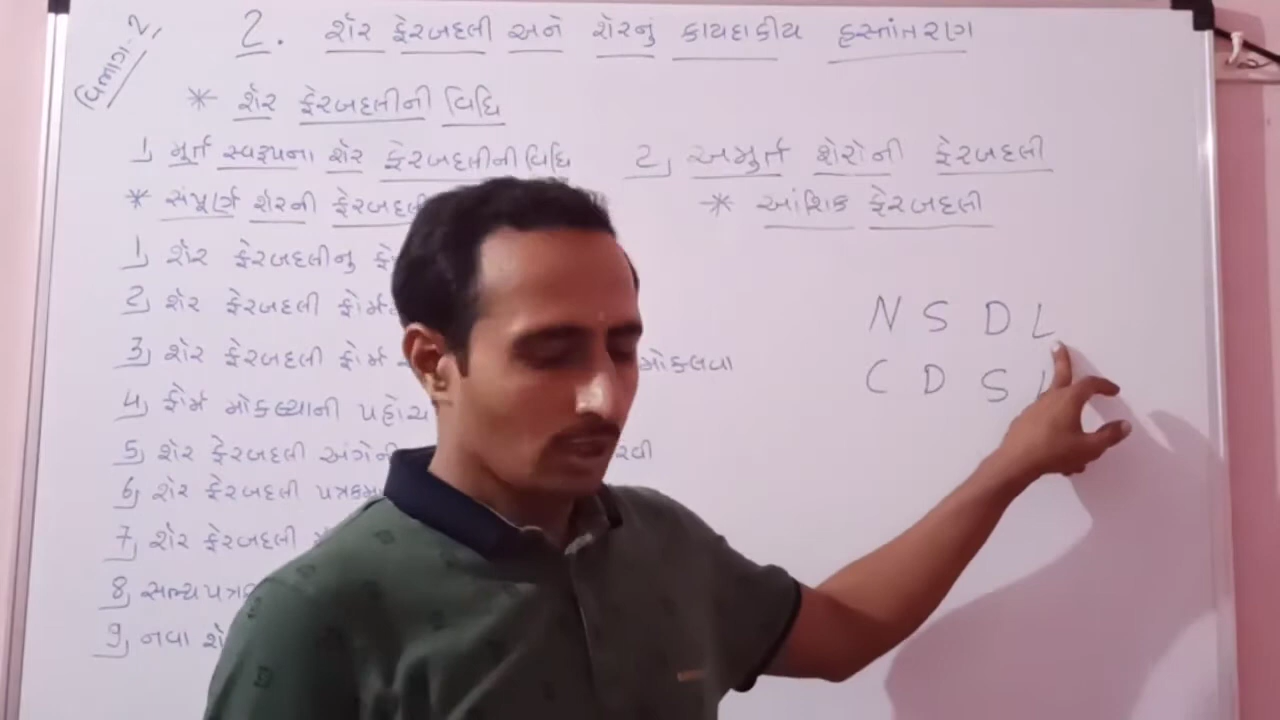 વિભાગ-2,
2. શૅર ફેરબદલી અને શેરનું કાયદાકીય હસ્તાંતરણ
* શૅર ફેરબદલીની વિધિ
1, મૂર્ત સ્વરૂપના શૅર ફેરબદલીની વિધિ
* સંપૂર્ણ શૅરની ફેરબદલી
1, શૅર ફેરબદલીનુ
2, શૅર ફેરબદલી ફોર્મ
3, શૅર ફેરબદલી ફોર્મ મોકલવા
4, ફોર્મ મોકલ્યાની પહોંચ
5, શૅર ફેરબદલી અંગેની
6, શૅર ફેરબદલી પત્રકમાં
7, શૅર ફેરબદલી
8, સભ્યપત્રક
9, નવા
2, અમુર્ત શેરોની ફેરબદલી
* આંશિક ફેરબદલી
N S D L
C D S L